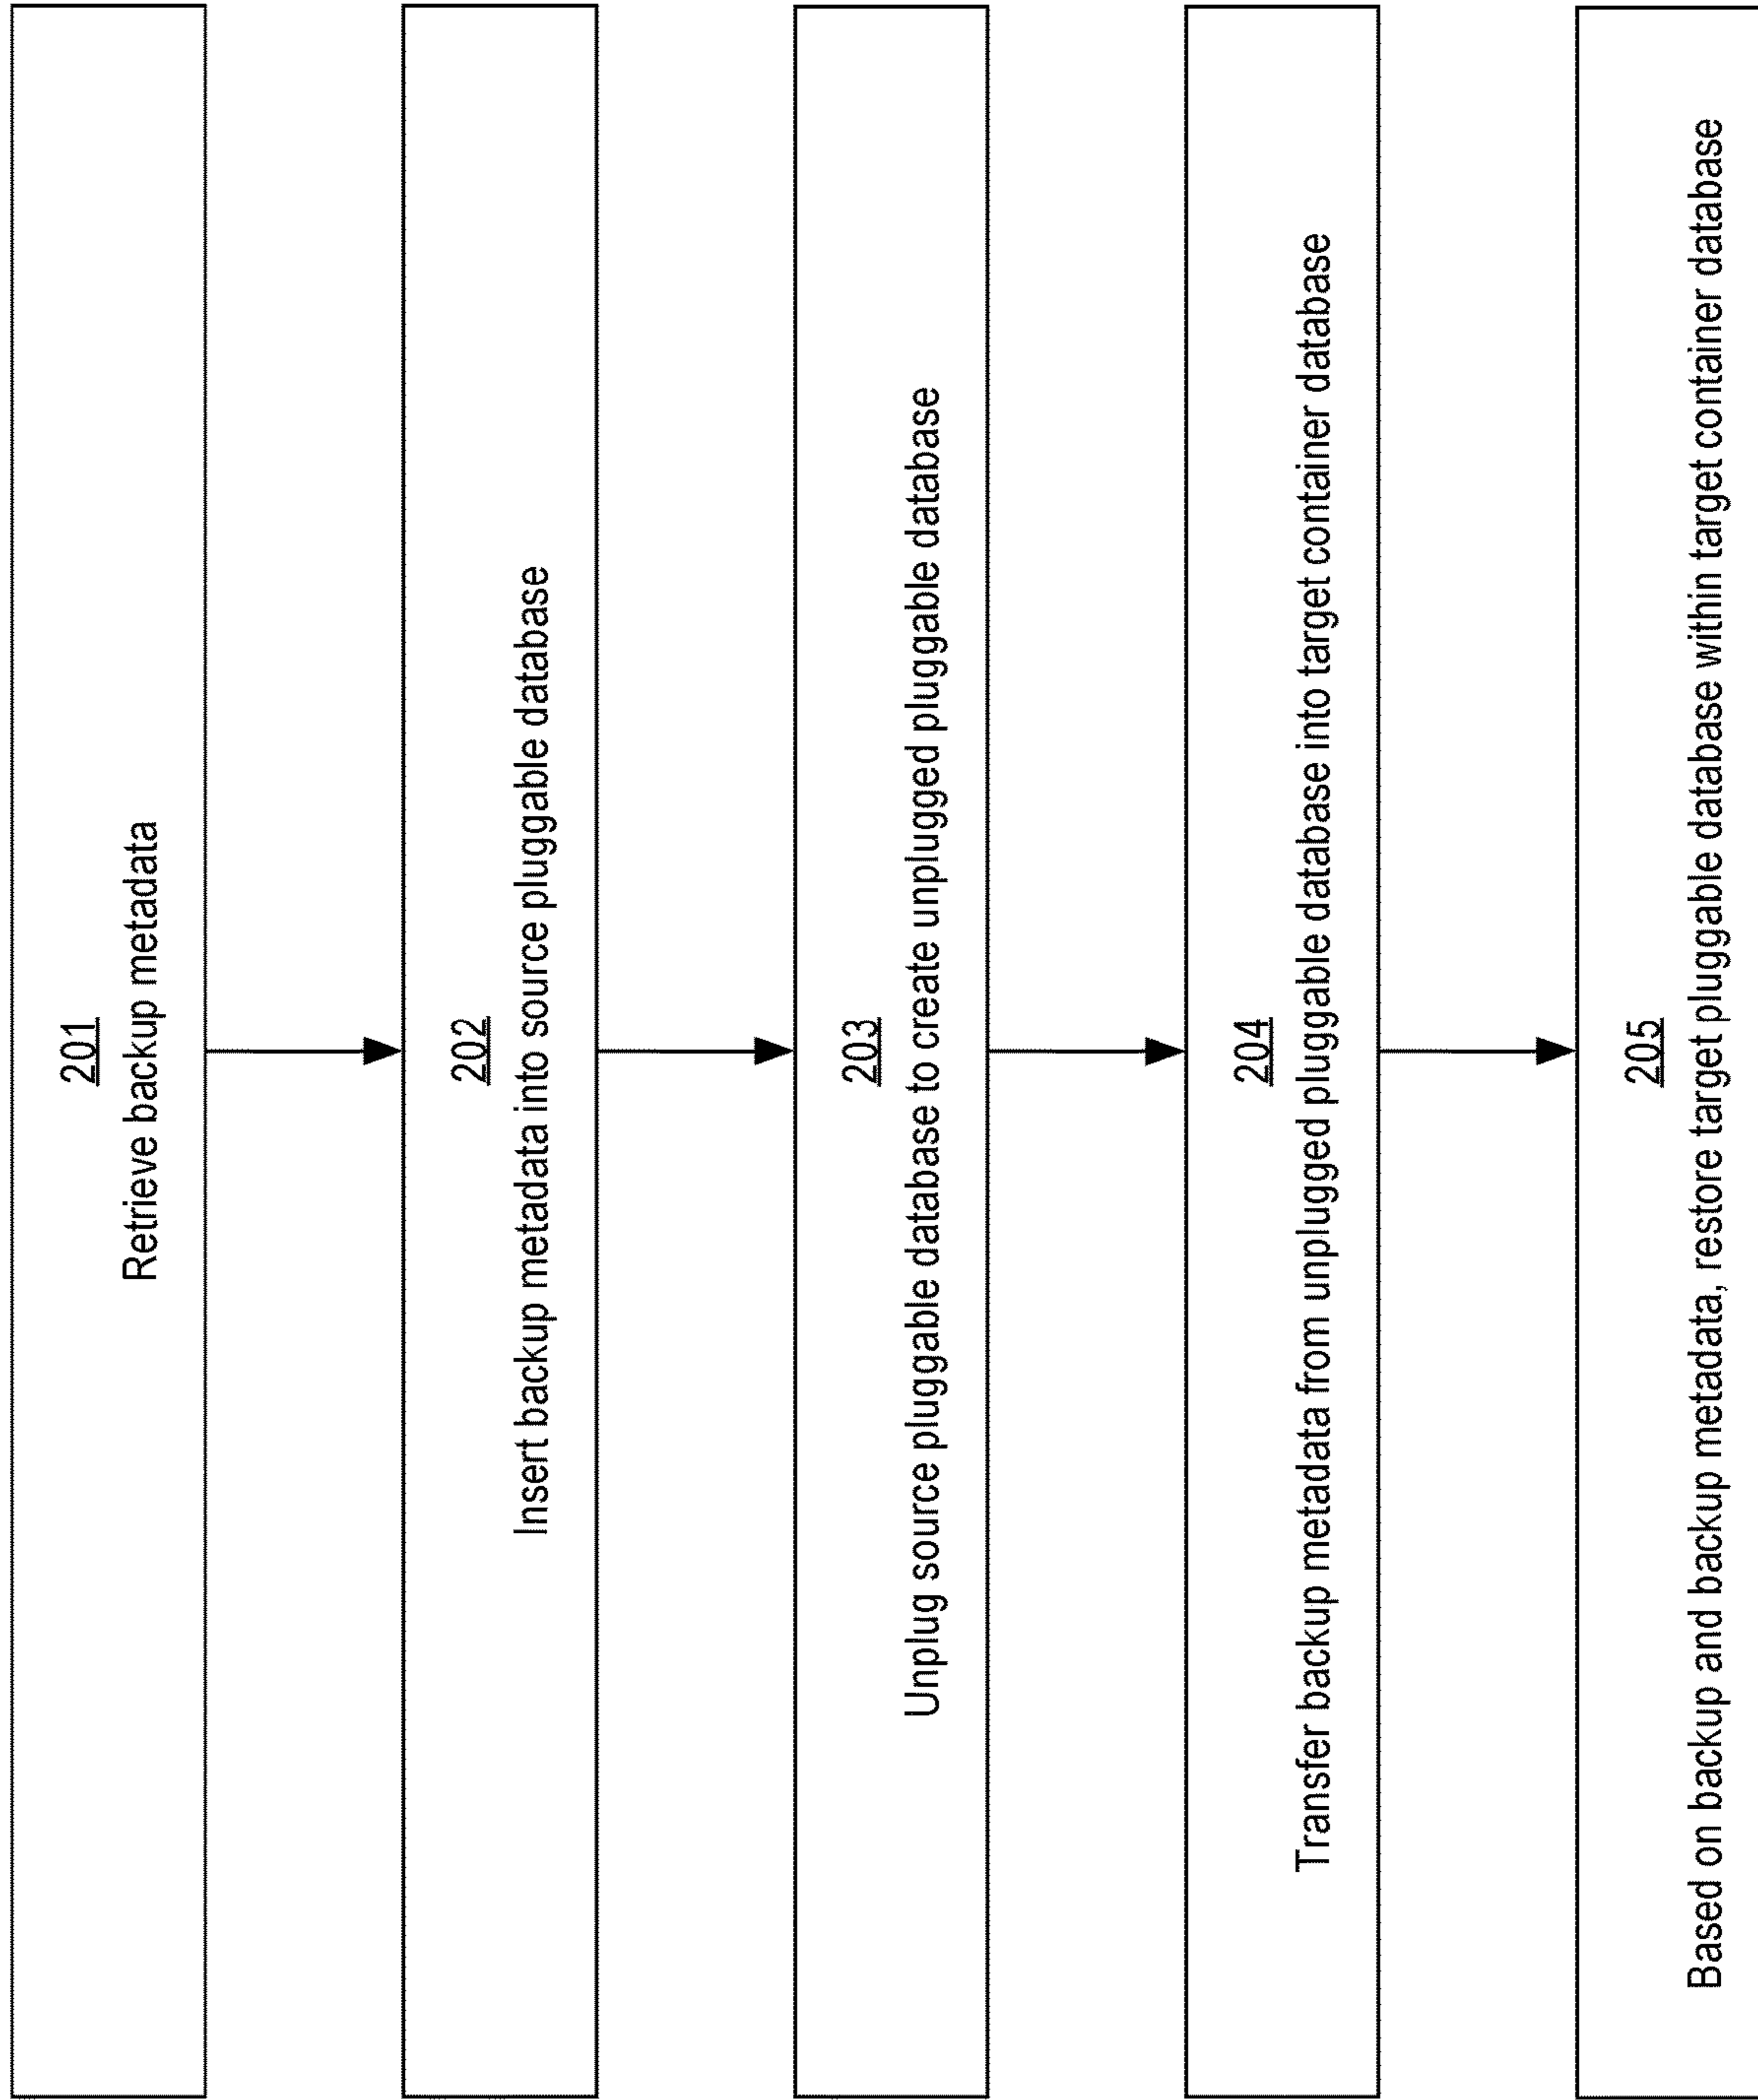 201
Retrieve backup metadata
202
Insert backup metadata into source pluggable database
203
Unplug source pluggable database to create unplugged pluggable database
204
Transfer backup metadata from unplugged pluggable database into target container database
205
Based on backup and backup metadata, restore target pluggable database within target container database